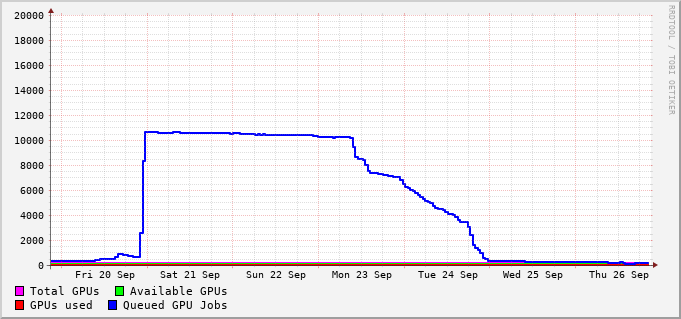 20000
18000
16000
14000
12000
10000
8000
6000
4000
2000
0
Fri 20 Sep Sat 21 Sep Sun 22 Sep Mon 23 Sep Tue 24 Sep Wed 25 Sep Thu 26 Sep
Total GPUs Available GPUs
GPUs used Queued GPU Jobs
RRDTOOL / TOBI OETIKER